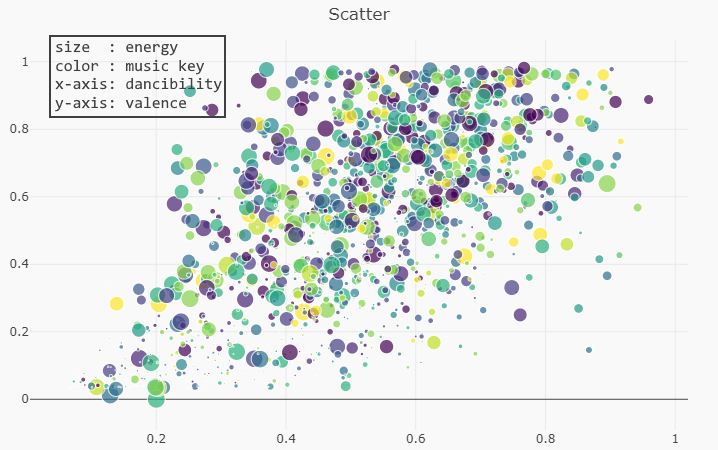 Scatter
size  : energy
color : music key
x-axis: dancibility
y-axis: valence
1
0.8
0.6
0.4
0.2
0
0.2 0.4 0.6 0.8 1